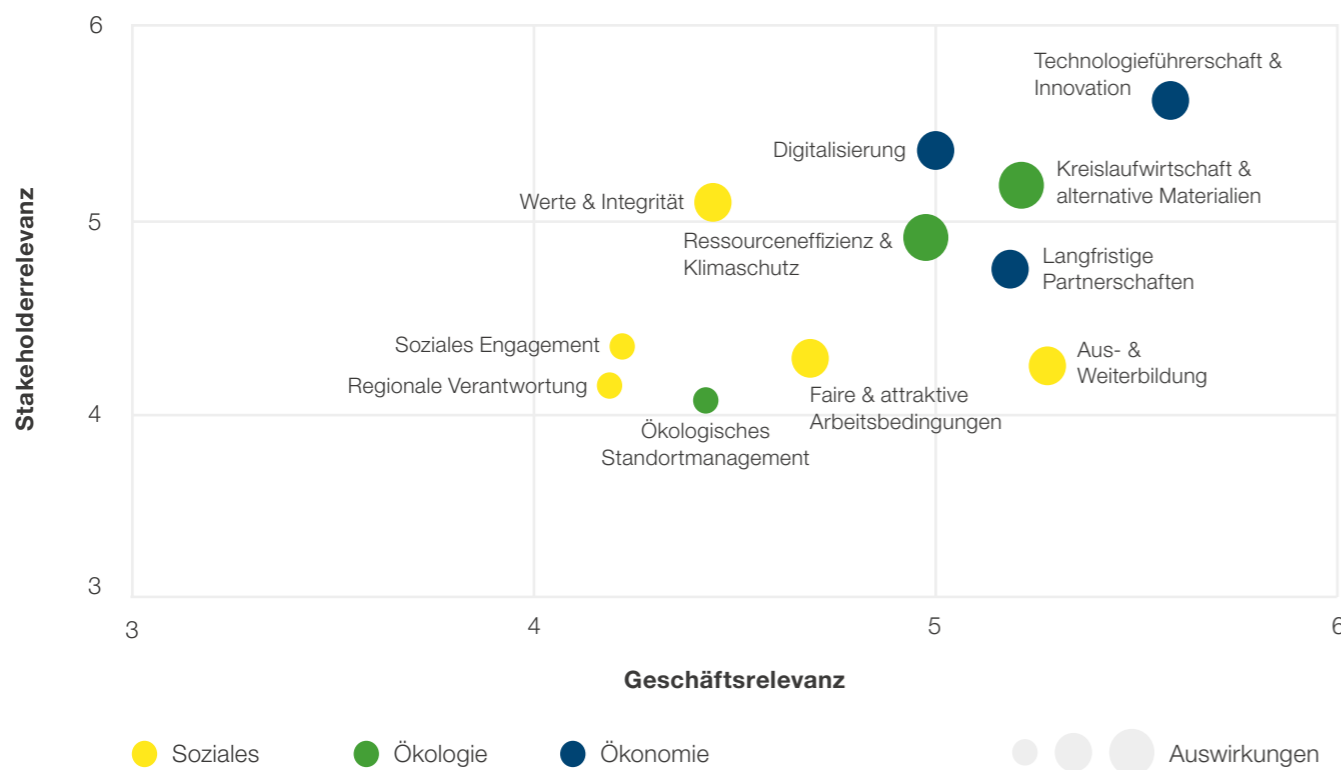 6
Technologieführerschaft &
Innovation
Digitalisierung
Kreislaufwirtschaft &
alternative Materialien
Werte & Integrität
5
Ressourceneffizienz &
Klimaschutz
Langfristige
Partnerschaften
Stakeholderrelevanz
Soziales Engagement
Aus- &
Weiterbildung
Regionale Verantwortung
Faire & attraktive
Arbeitsbedingungen
4
Ökologisches
Standortmanagement
3
3
4
5
6
Geschäftsrelevanz
Soziales
Ökologie
Ökonomie
Auswirkungen